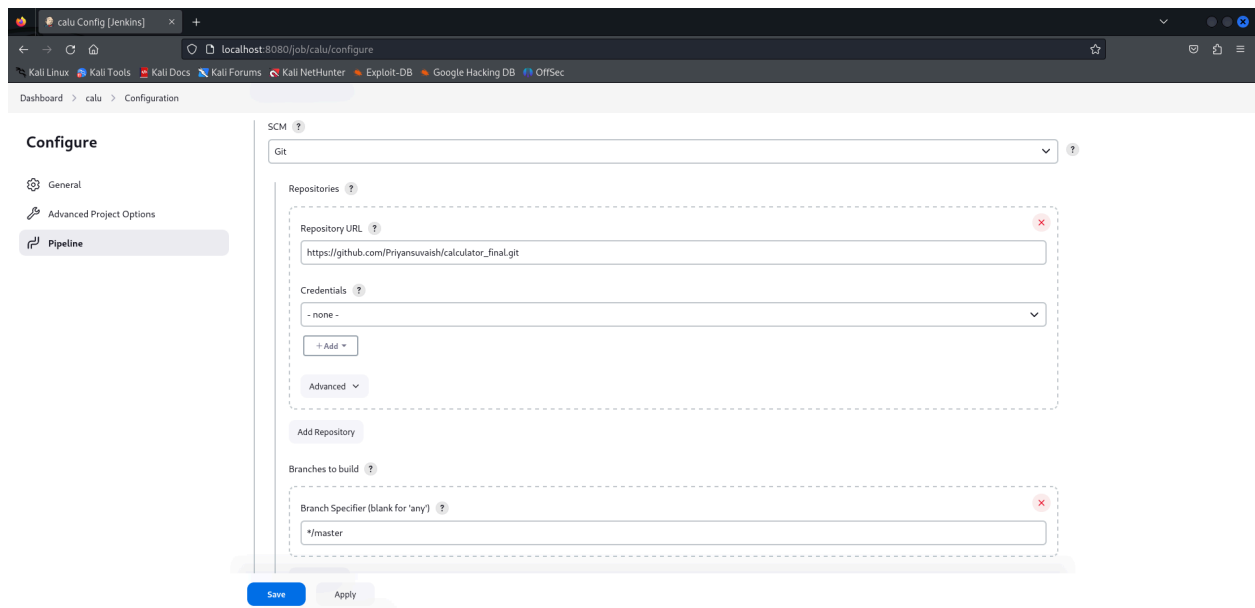 calu Config [Jenkins] × +
localhost:8080/job/calu/configure
Kali Linux Kali Tools Kali Docs Kali Forums Kali NetHunter Exploit-DB Google Hacking DB OffSec
Dashboard > calu > Configuration
Configure
General
Advanced Project Options
Pipeline
SCM ?
Git
?
Repositories ?
Repository URL ?
https://github.com/Priyansuvaish/calculator_final.git
Credentials ?
- none -
+ Add
Advanced
Add Repository
Branches to build ?
Branch Specifier (blank for 'any') ?
*/master
Save Apply